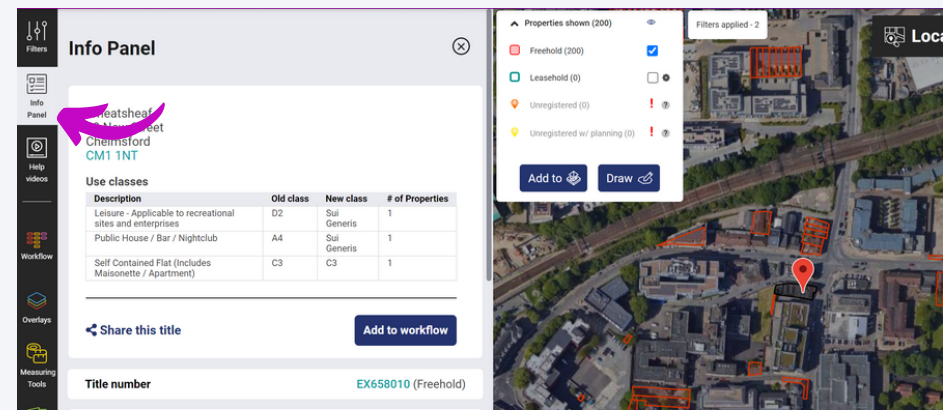 Filters
Info
Panel
Help
videos
Workflow
Overlays
Measuring
Tools
Info Panel
Chelmsford
CM1 1NT
Use classes
Description Old class New class # of Properties
Leisure - Applicable to recreational
sites and enterprises
D2
Sui
Generis
1
Public House / Bar / Nightclub
A4
Sui
Generis
1
Self Contained Flat (Includes
Maisonette / Apartment)
C3
C3
1
Share this title
Add to workflow
Title number
EX658010 (Freehold)
Properties shown (200)
Freehold (200)
Leasehold (0)
Unregistered (0)
Unregistered w/ planning (0)
Add to
Draw
Filters applied - 2
Loca